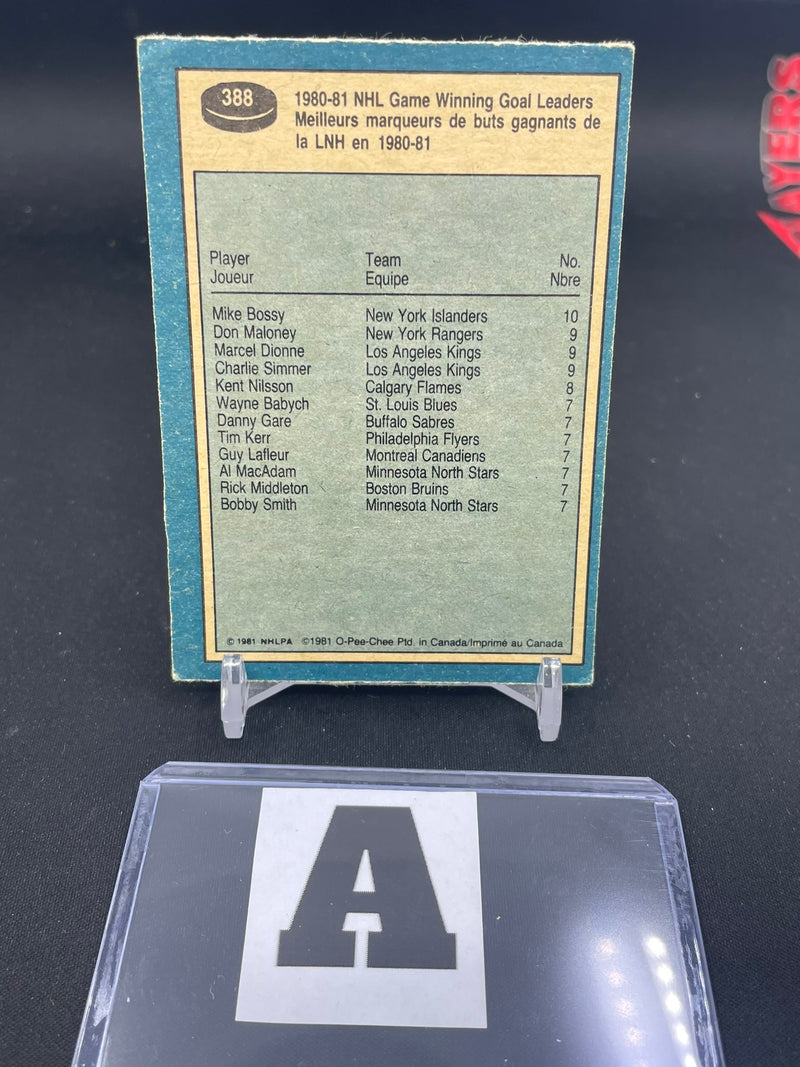 388
1980-81 NHL Game Winning Goal Leaders
Meilleurs marqueurs de buts gagnants de
la LNH en 1980-81
Player Team No.
Joueur Equipe Nbre
Mike Bossy New York Islanders 10
Don Maloney New York Rangers 9
Marcel Dionne Los Angeles Kings 9
Charlie Simmer Los Angeles Kings 9
Kent Nilsson Calgary Flames 8
Wayne Babych St. Louis Blues 7
Danny Gare Buffalo Sabres 7
Tim Kerr Philadelphia Flyers 7
Guy Lafleur Montreal Canadiens 7
Al MacAdam Minnesota North Stars 7
Rick Middleton Boston Bruins 7
Bobby Smith Minnesota North Stars 7
© 1981 NHLPA ©1981 O-Pee-Chee Ptd. in Canada/Imprimé au Canada
A